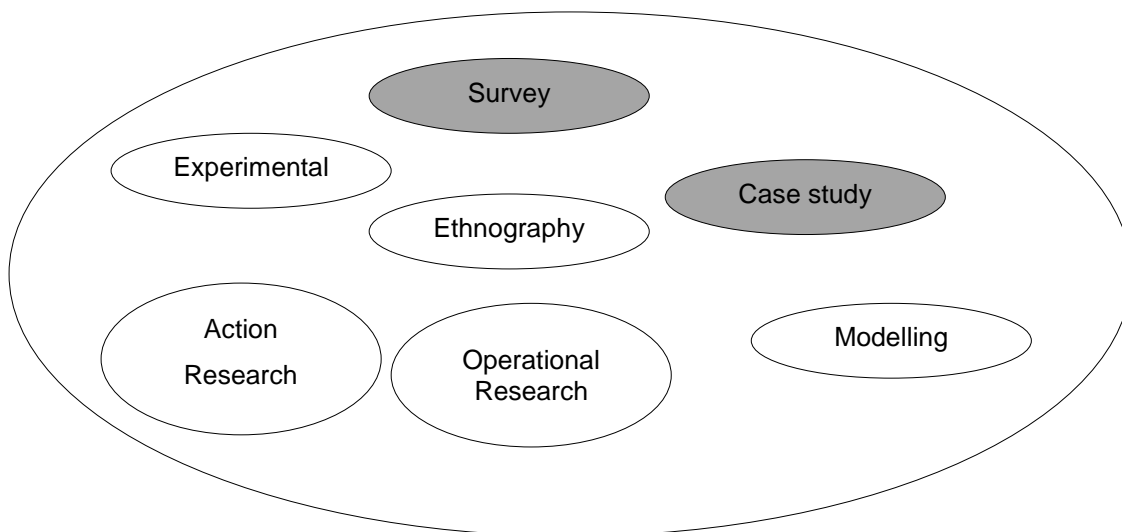 Survey
Experimental
Case study
Ethnography
Action
Research
Operational
Research
Modelling